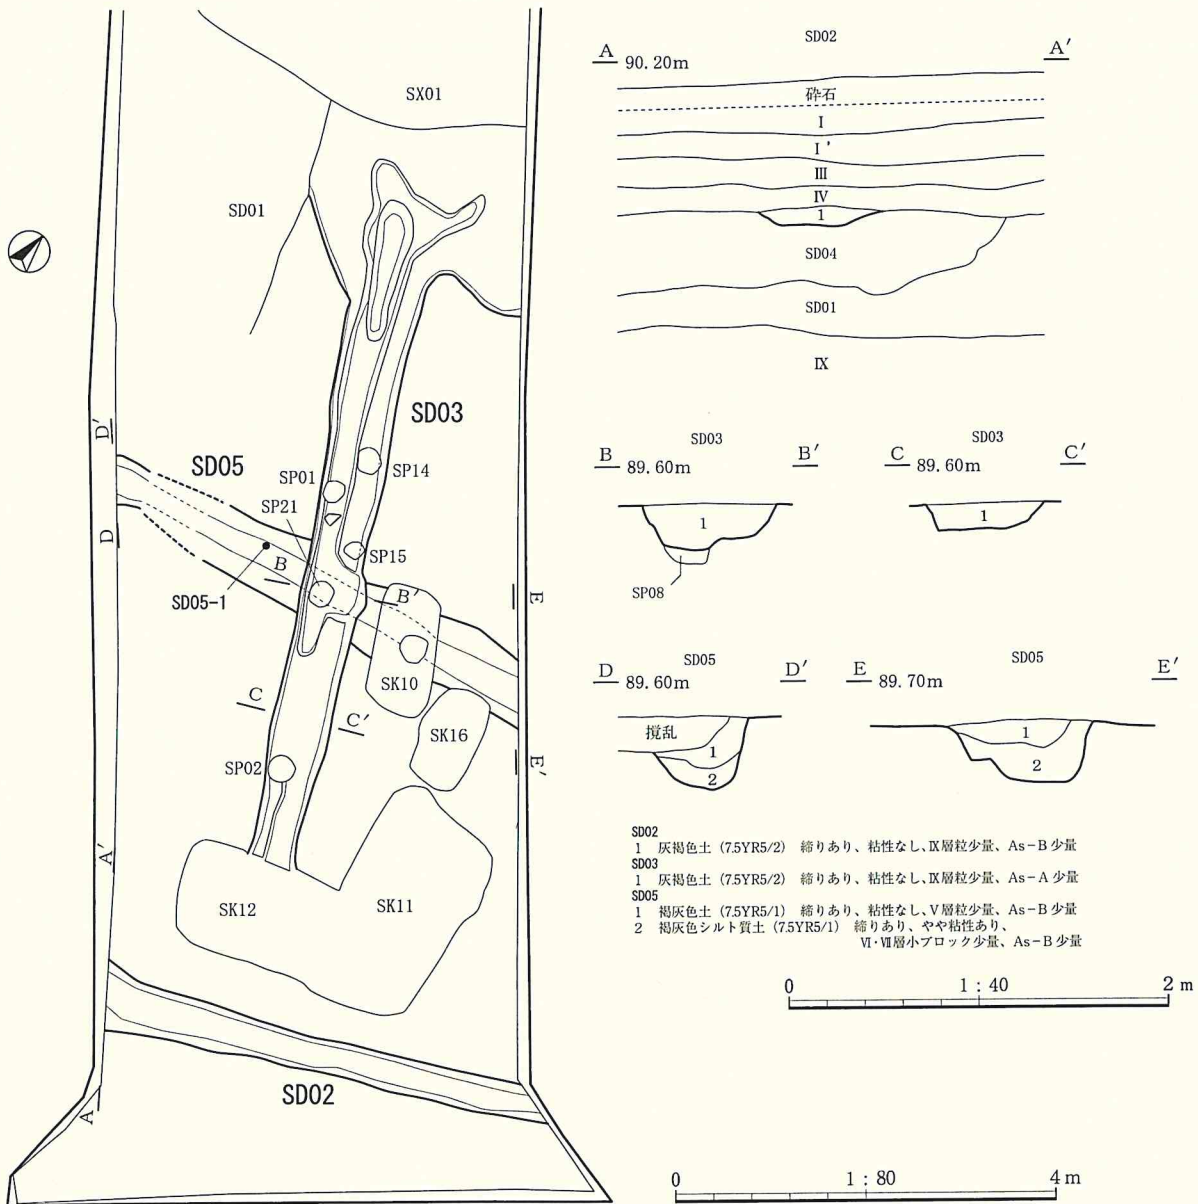 SX01
SD01
SD03
D'
SD05
SP14
SP01
SP21
D
SP15
B
SD05-1
B'
E
SK10
C
C'
SK16
E'
SP02
A'
SK12
SK11
SD02
A
SD02
A 90.20m A'
砕石
I
I'
III
IV
1
SD04
SD01
IX
SD03
B 89.60m B'
1
SP08
SD03
C 89.60m C'
1
SD05
D 89.60m D'
撹乱
1
2
SD05
E 89.70m E'
1
2
SD02
1 灰褐色土 (7.5YR5/2) 締りあり、粘性なし、Ⅸ層粒少量、As-B 少量
SD03
1 灰褐色土 (7.5YR5/2) 締りあり、粘性なし、Ⅸ層粒少量、As-A 少量
SD05
1 褐灰色土 (7.5YR5/1) 締りあり、粘性なし、Ⅴ層粒少量、As-B 少量
2 褐灰色シルト質土 (7.5YR5/1) 締りあり、やや粘性あり、
Ⅵ・Ⅶ層小ブロック少量、As-B 少量
0 1:40 2 m
0 1:80 4 m